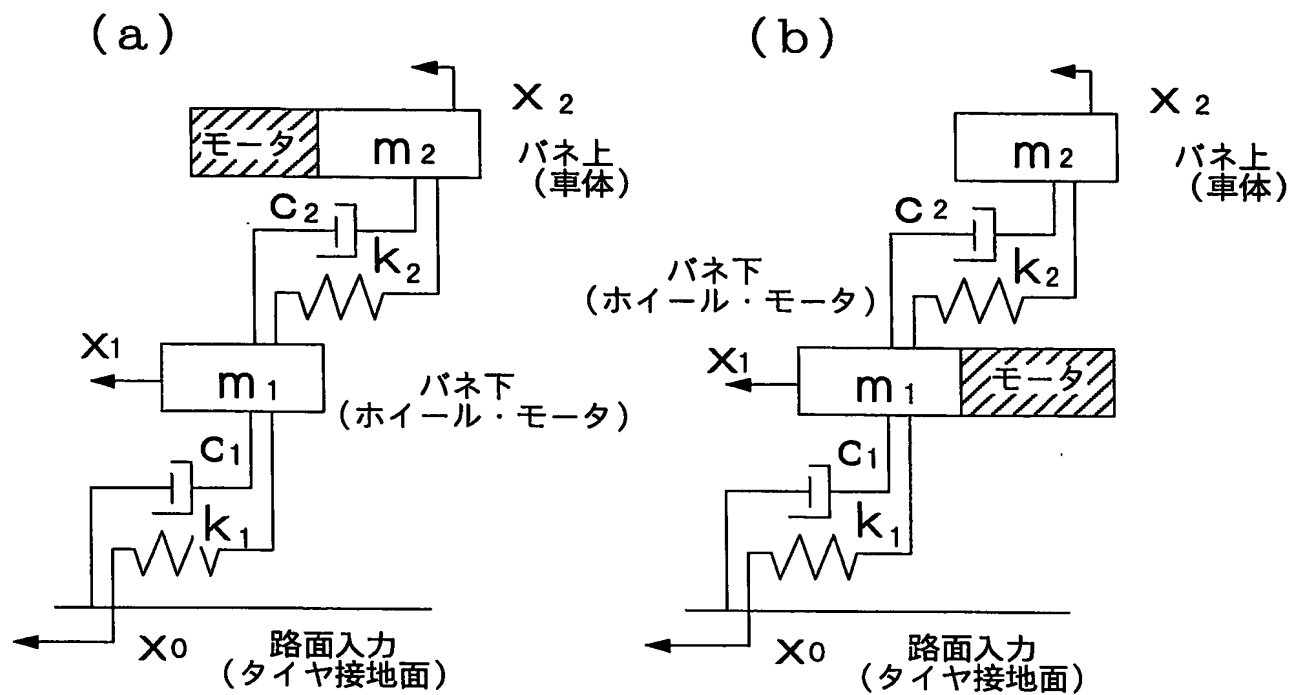 (a)
X2
モータ
m2
バネ上
(車体)
C2
k2
X1
m1
バネ下
(ホイール・モータ)
C1
k1
X0
路面入力
(タイヤ接地面)
(b)
X2
m2
バネ上
(車体)
C2
k2
バネ下
(ホイール・モータ)
X1
m1
モータ
C1
k1
X0
路面入力
(タイヤ接地面)